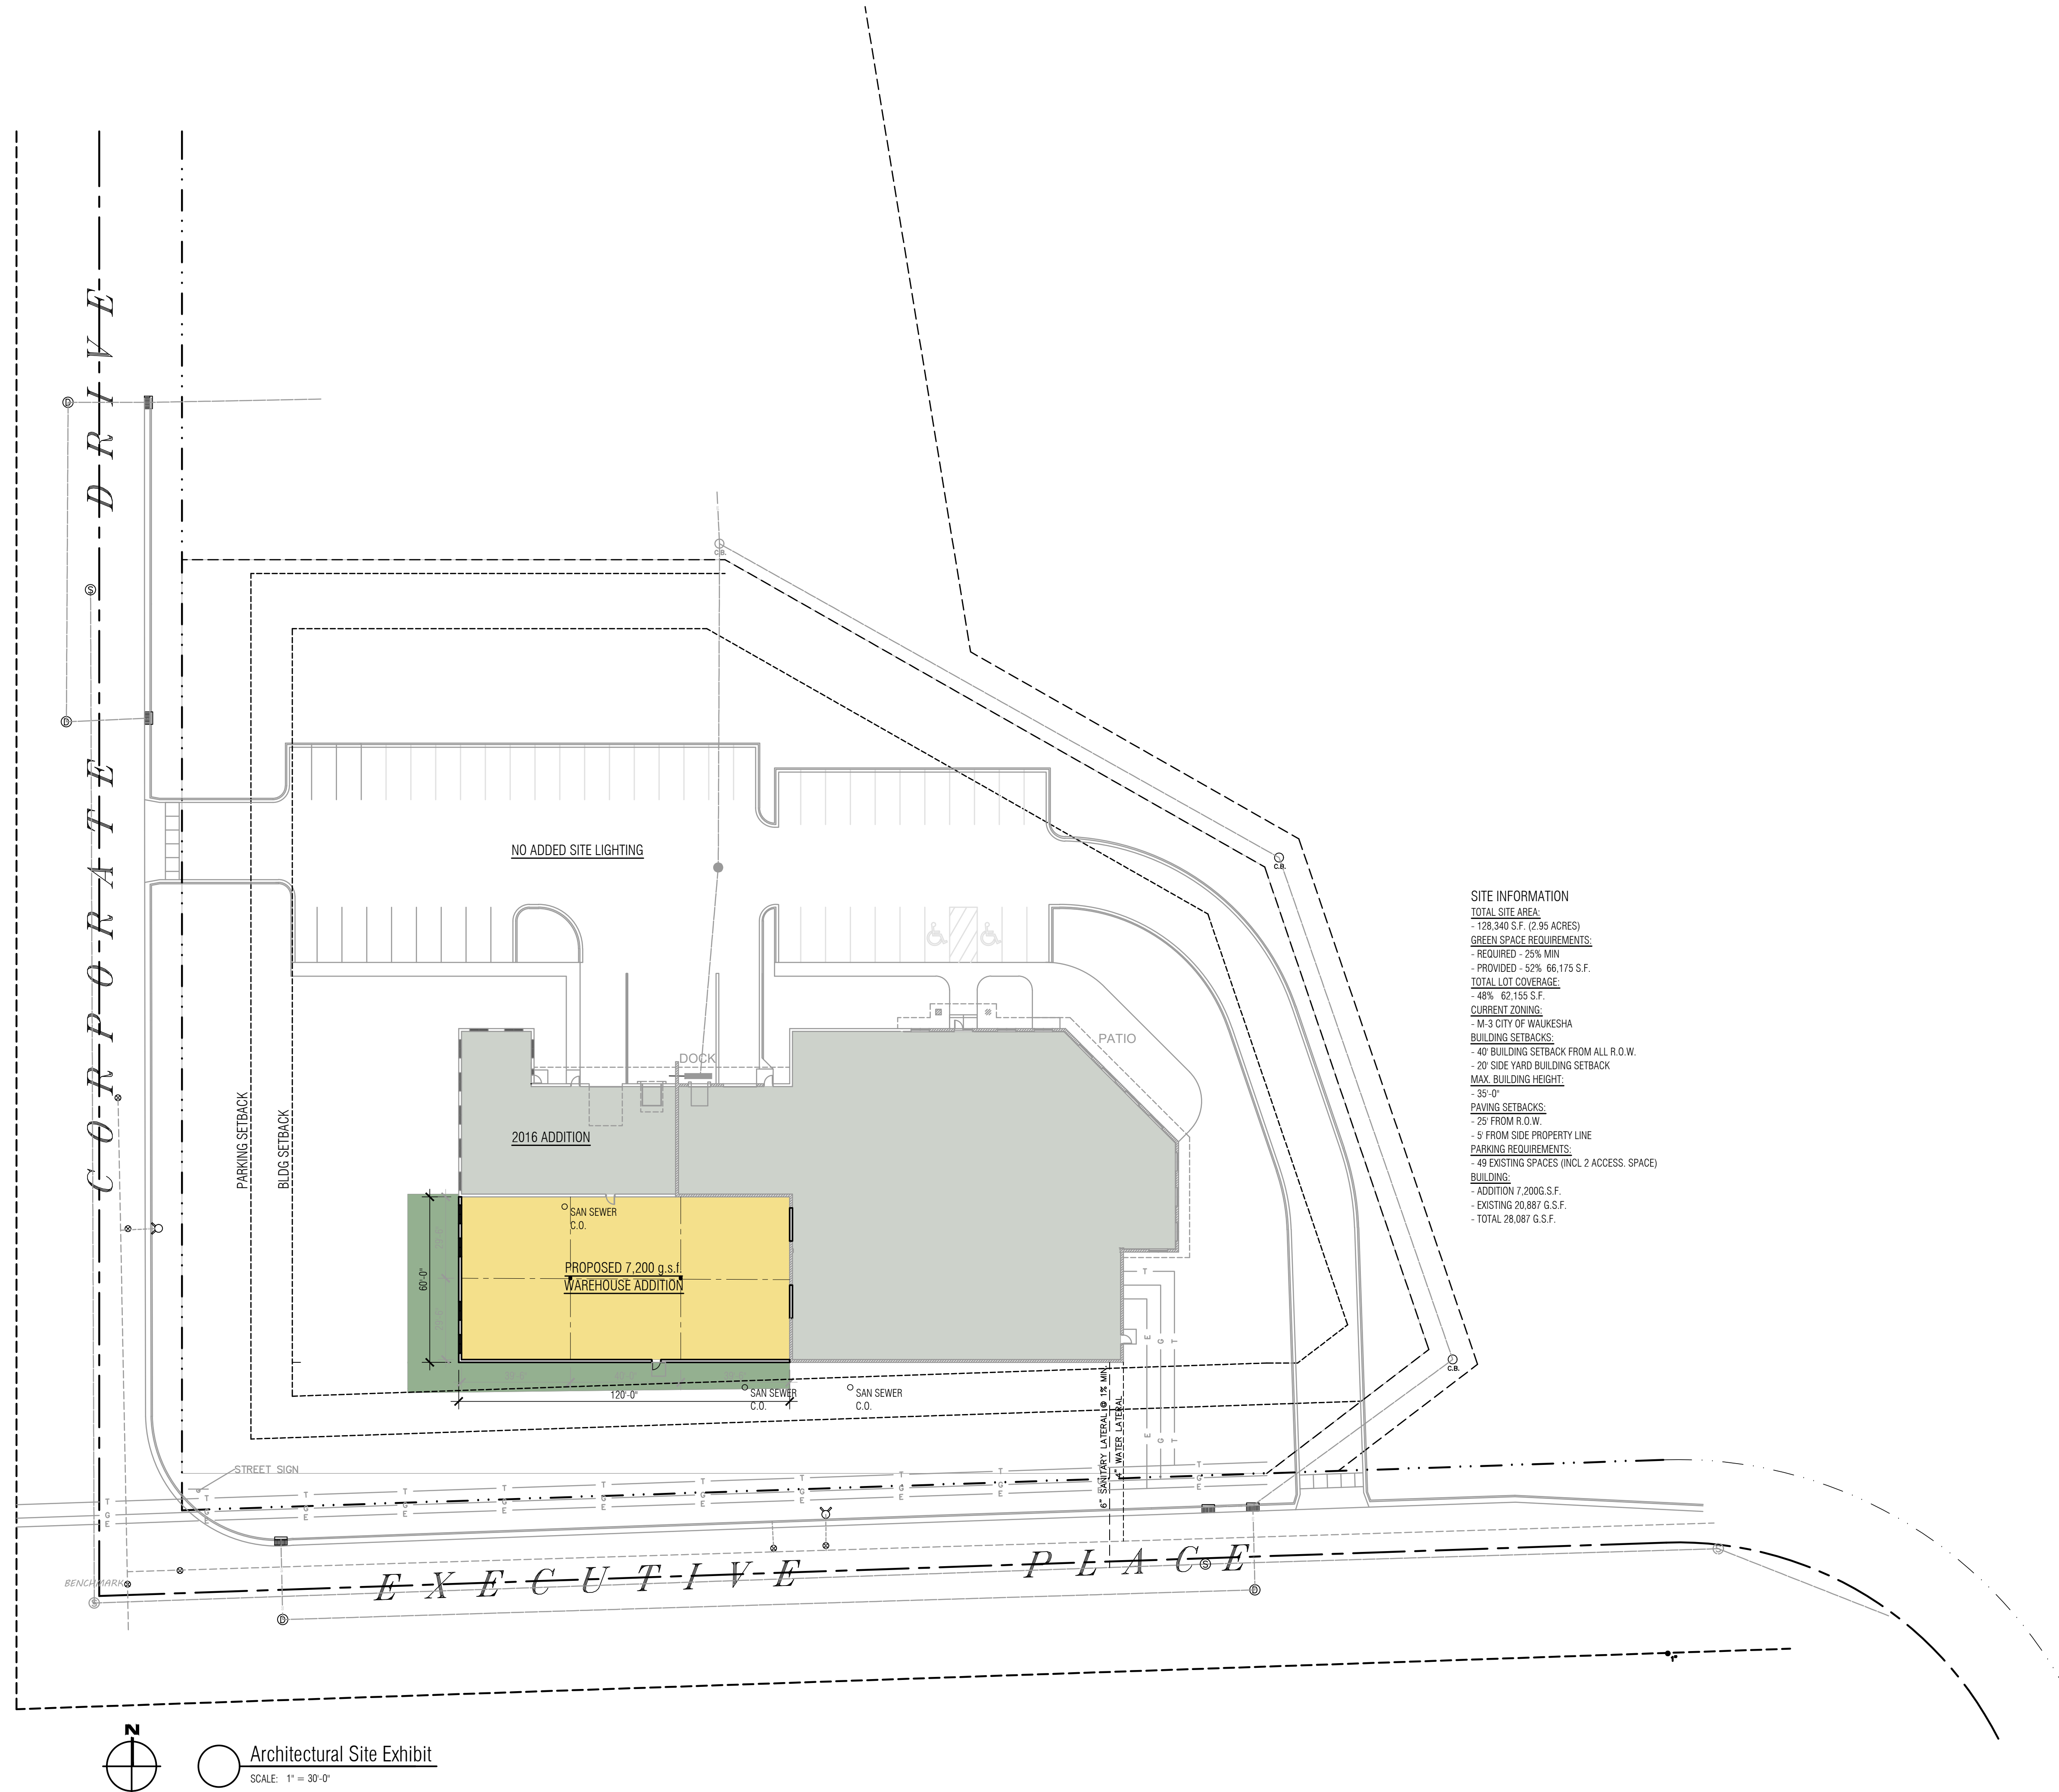 CORPORATE DRIVE
C.B.
NO ADDED SITE LIGHTING
C.B.
SITE INFORMATION
TOTAL SITE AREA:
- 128,340 S.F. (2.95 ACRES)
GREEN SPACE REQUIREMENTS:
- REQUIRED - 25% MIN
- PROVIDED - 52% 66,175 S.F.
TOTAL LOT COVERAGE:
- 48% 62,155 S.F.
CURRENT ZONING:
- M-3 CITY OF WAUKESHA
BUILDING SETBACKS:
- 40' BUILDING SETBACK FROM ALL R.O.W.
- 20' SIDE YARD BUILDING SETBACK
MAX. BUILDING HEIGHT:
- 35'-0"
PAVING SETBACKS:
- 25' FROM R.O.W.
- 5' FROM SIDE PROPERTY LINE
PARKING REQUIREMENTS:
- 49 EXISTING SPACES (INCL 2 ACCESS. SPACE)
BUILDING:
- ADDITION 7,200G.S.F.
- EXISTING 20,887 G.S.F.
- TOTAL 28,087 G.S.F.
PATIO
DOCK
PARKING SETBACK
BLDG SETBACK
2016 ADDITION
SAN SEWER
C.O.
PROPOSED 7,200 g.s.f.
WAREHOUSE ADDITION
60'-0"
120'-0"
SAN SEWER
C.O.
SAN SEWER
C.O.
C.B.
6" SANITARY LATERAL @ 1% MIN.
4" WATER LATERAL
STREET SIGN
BENCHMARK
EXECUTIVE PLACE
1"
N
Architectural Site Exhibit
SCALE: 1" = 30'-0"